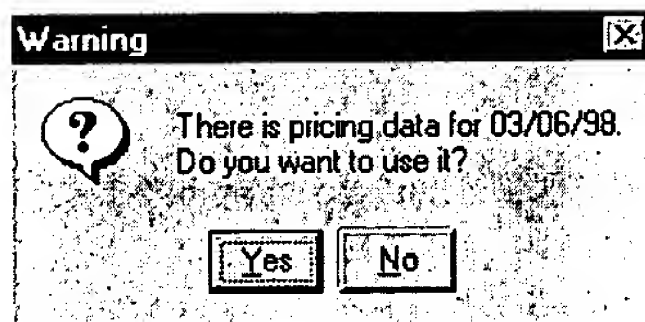 Warning
There is pricing data for 03/06/98.
Do you want to use it?
Yes No